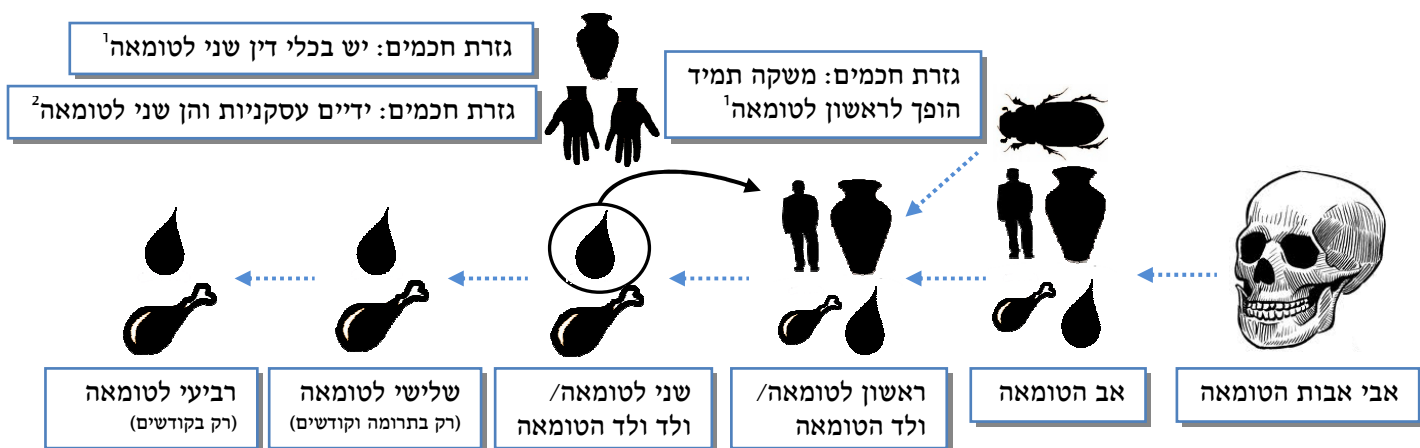 גזרת חכמים: יש בכלי דין שני לטומאה¹
גזרת חכמים: ידיים עסקניות והן שני לטומאה²
גזרת חכמים: משקה תמיד
הופך לראשון לטומאה¹
אבי אבות הטומאה
אב הטומאה
ראשון לטומאה/
ולד הטומאה
שני לטומאה/
ולד ולד הטומאה
שלישי לטומאה
(רק בתרומה וקודשים)
רביעי לטומאה
(רק בקודשים)